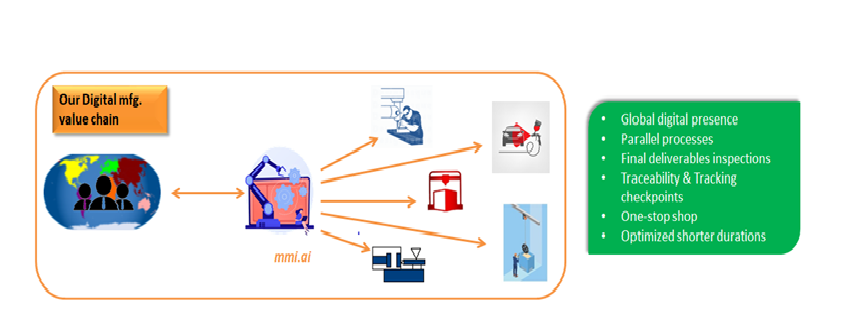 Our Digital mfg.
value chain
mmi.ai
• Global digital presence
• Parallel processes
• Final deliverables inspections
• Traceability & Tracking
checkpoints
• One-stop shop
• Optimized shorter durations